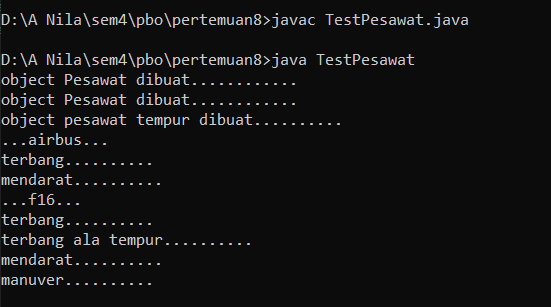 D:\A Nila\sem4\pbo\pertemuan8>javac TestPesawat.java
D:\A Nila\sem4\pbo\pertemuan8>java TestPesawat
object Pesawat dibuat............
object Pesawat dibuat............
object pesawat tempur dibuat..........
...airbus...
terbang..........
mendarat..........
...f16...
terbang..........
terbang ala tempur..........
mendarat..........
manuver..........